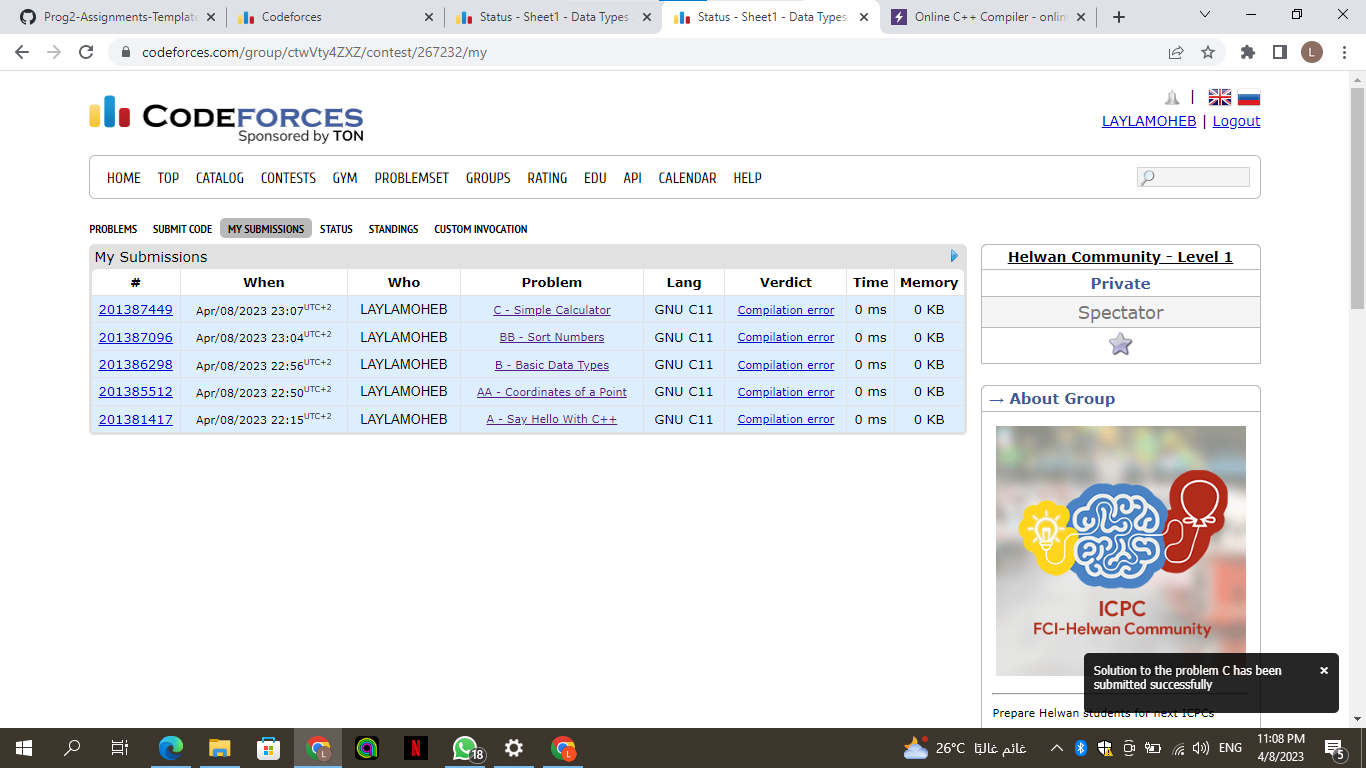 Prog2-Assignments-Templat
Codeforces
Status - Sheet1 - Data Types
Status - Sheet1 - Data Types
Online C++ Compiler - onlin
codeforces.com/group/ctwVty4ZXZ/contest/267232/my
L
CODEFORCES
Sponsored by TON
|
LAYLAMOHEB | Logout
HOME TOP CATALOG CONTESTS GYM PROBLEMSET GROUPS RATING EDU API CALENDAR HELP
PROBLEMS SUBMIT CODE MY SUBMISSIONS STATUS STANDINGS CUSTOM INVOCATION
My Submissions
# When Who Problem Lang Verdict Time Memory
201387449 Apr/08/2023 23:07 UTC+2 LAYLAMOHEB C - Simple Calculator GNU C11 Compilation error 0 ms 0 KB
201387096 Apr/08/2023 23:04 UTC+2 LAYLAMOHEB BB - Sort Numbers GNU C11 Compilation error 0 ms 0 KB
201386298 Apr/08/2023 22:56 UTC+2 LAYLAMOHEB B - Basic Data Types GNU C11 Compilation error 0 ms 0 KB
201385512 Apr/08/2023 22:50 UTC+2 LAYLAMOHEB AA - Coordinates of a Point GNU C11 Compilation error 0 ms 0 KB
201381417 Apr/08/2023 22:15 UTC+2 LAYLAMOHEB A - Say Hello With C++ GNU C11 Compilation error 0 ms 0 KB
Helwan Community - Level 1
Private
Spectator
→ About Group
ICPC
FCI-Helwan Community
Solution to the problem C has been
submitted successfully
×
Prepare Helwan students for next ICPCs
L
N
18
L
26°C غائم غالبًا
ENG
11:08 PM
4/8/2023
5